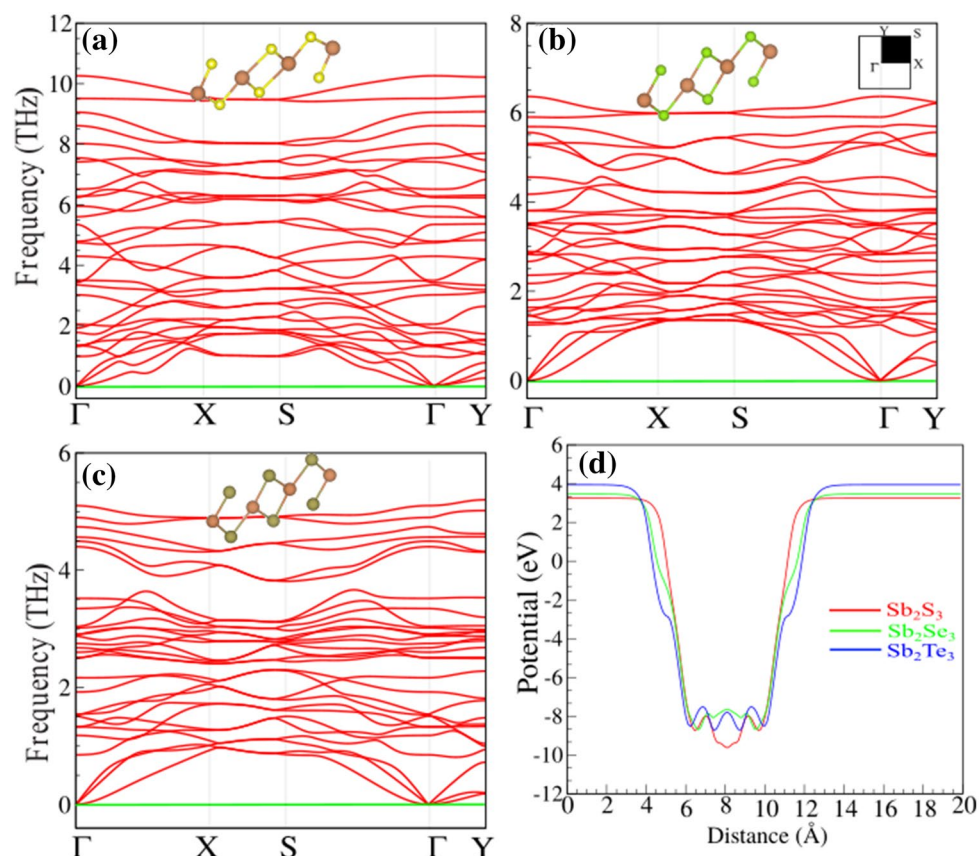 (a)
12
10
8
6
4
2
0
Frequency (THz)
Γ X S Γ Y
(b)
8
6
4
2
0
Y S
Γ X
Γ X S Γ Y
(c)
6
4
2
0
Frequency (THz)
Γ X S Γ Y
(d)
6
4
2
0
-2
-4
-6
-8
-10
-12
Potential (eV)
Sb₂S₃
Sb₂Se₃
Sb₂Te₃
0 2 4 6 8 10 12 14 16 18 20
Distance (Å)